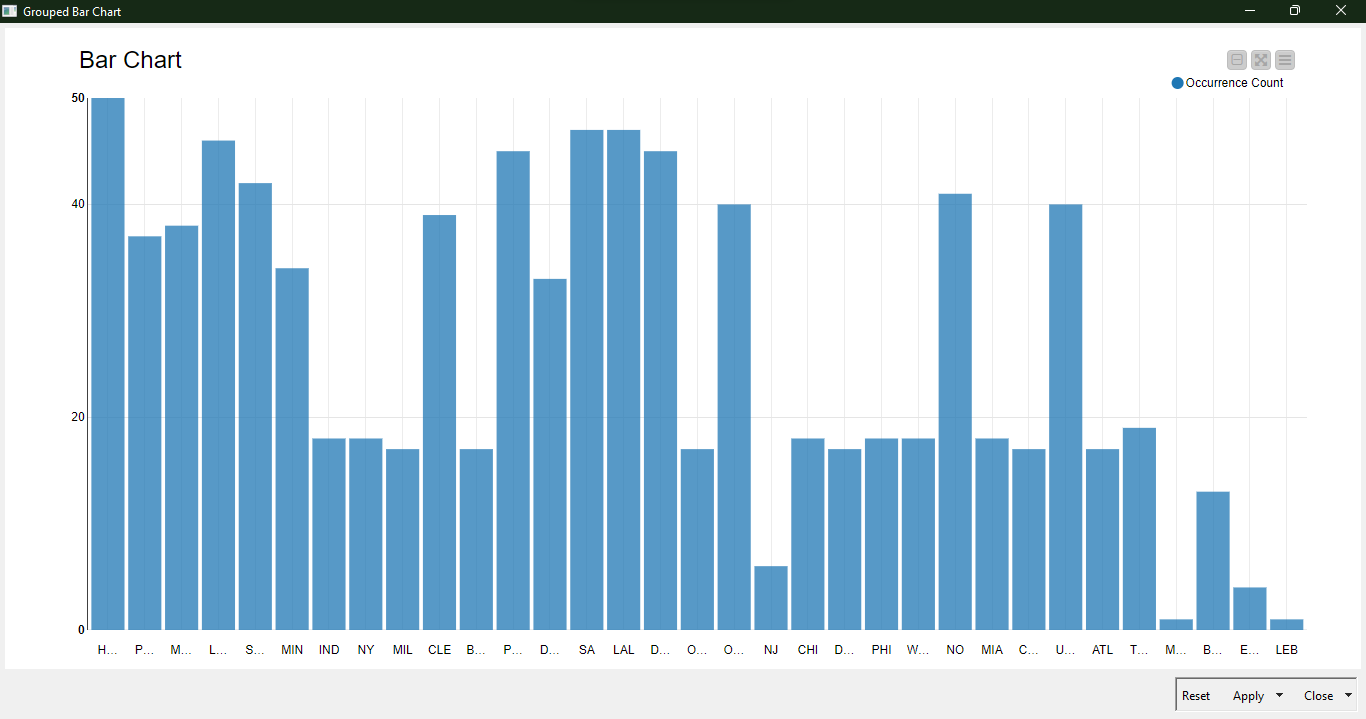 Grouped Bar Chart
Bar Chart
Occurrence Count
50
40
20
0
H... P... M... L... S... MIN IND NY MIL CLE B... P... D... SA LAL D... O... O... NJ CHI D... PHI W... NO MIA C... U... ATL T... M... B... E... LEB
Reset Apply Close